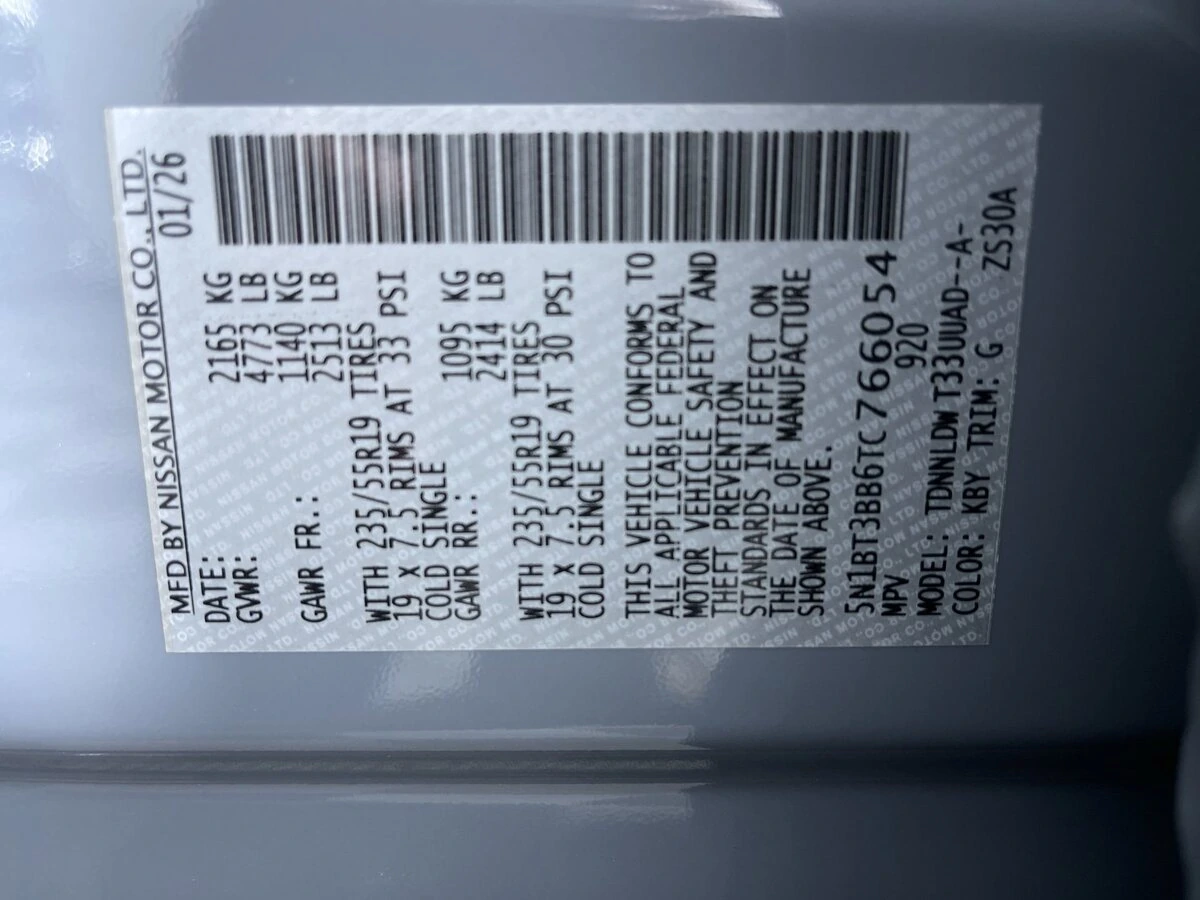 MFD BY NISSAN MOTOR CO., LTD.
DATE: 01/26
GVWR: 2165 KG
4773 LB
GAWR FR.: 1140 KG
2513 LB
WITH 235/55R19 TIRES
19 x 7.5 RIMS AT 33 PSI
COLD SINGLE
GAWR RR.: 1095 KG
2414 LB
WITH 235/55R19 TIRES
19 x 7.5 RIMS AT 30 PSI
COLD SINGLE
THIS VEHICLE CONFORMS TO
ALL APPLICABLE FEDERAL
MOTOR VEHICLE SAFETY AND
THEFT PREVENTION
STANDARDS IN EFFECT ON
THE DATE OF MANUFACTURE
SHOWN ABOVE.
5N1BT3BB6TC766054
MPV 920
MODEL: TDNNLDW T33UUAD--A-
COLOR: KBY TRIM: G ZS30A